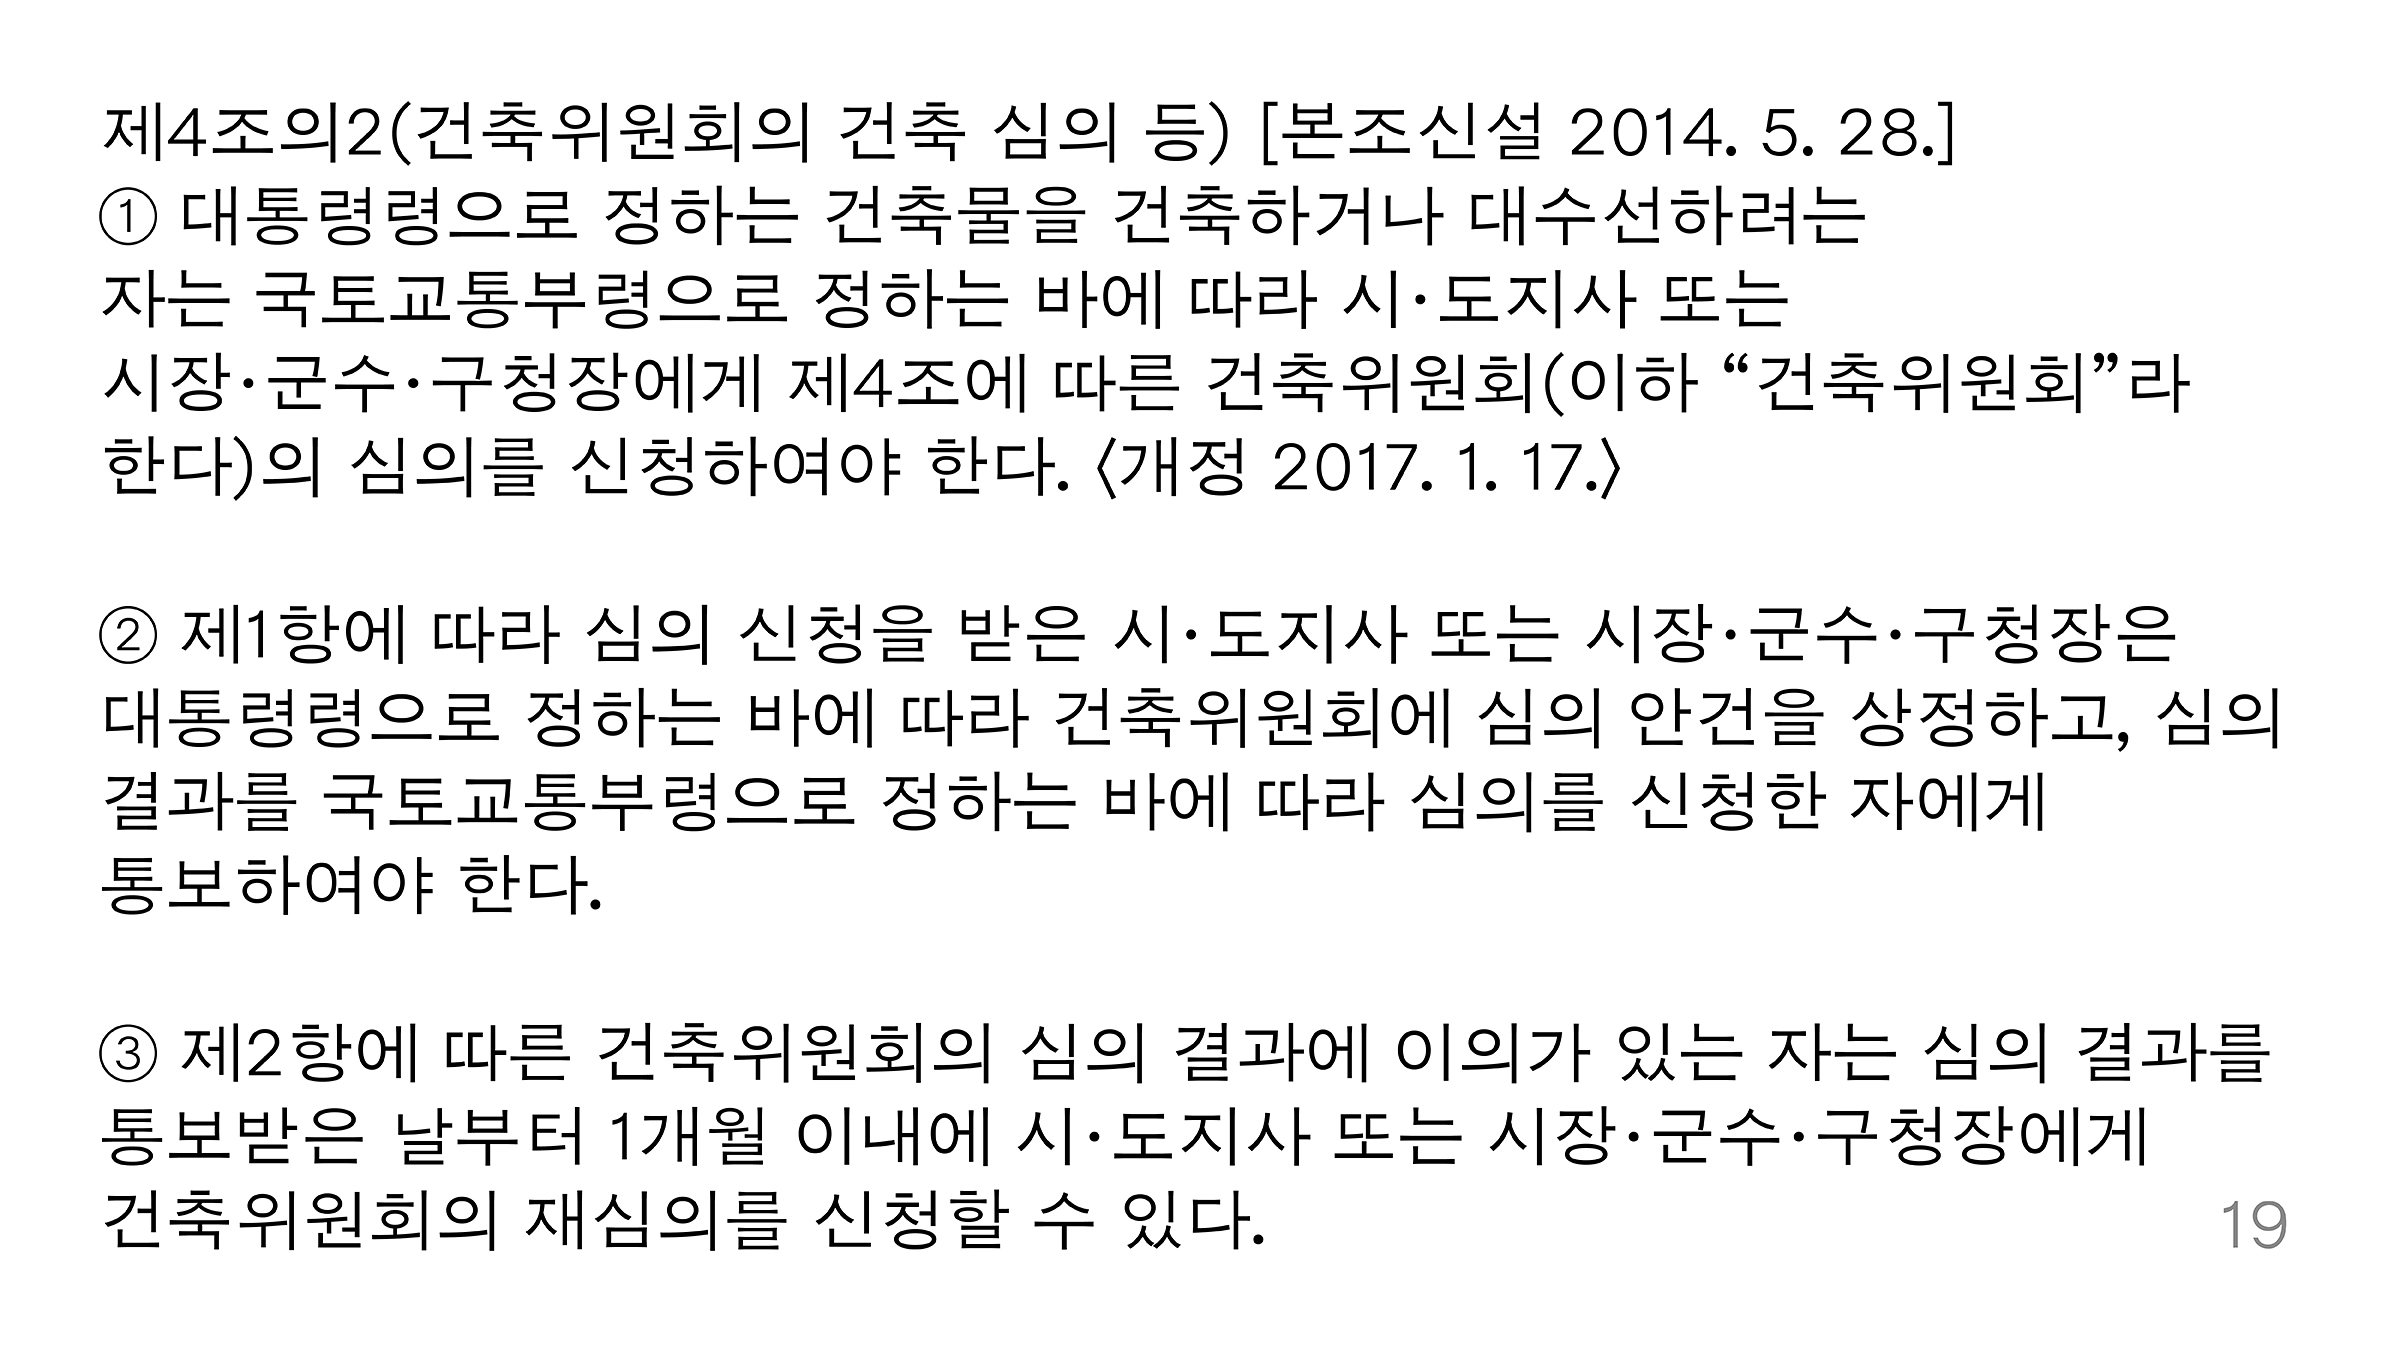 제4조의2(건축위원회의 건축 심의 등) [본조신설 2014. 5. 28.]
① 대통령령으로 정하는 건축물을 건축하거나 대수선하려는
자는 국토교통부령으로 정하는 바에 따라 시·도지사 또는
시장·군수·구청장에게 제4조에 따른 건축위원회(이하 “건축위원회”라
한다)의 심의를 신청하여야 한다. 〈개정 2017. 1. 17.〉
② 제1항에 따라 심의 신청을 받은 시·도지사 또는 시장·군수·구청장은
대통령령으로 정하는 바에 따라 건축위원회에 심의 안건을 상정하고, 심의
결과를 국토교통부령으로 정하는 바에 따라 심의를 신청한 자에게
통보하여야 한다.
③ 제2항에 따른 건축위원회의 심의 결과에 이의가 있는 자는 심의 결과를
통보받은 날부터 1개월 이내에 시·도지사 또는 시장·군수·구청장에게
건축위원회의 재심의를 신청할 수 있다.
19